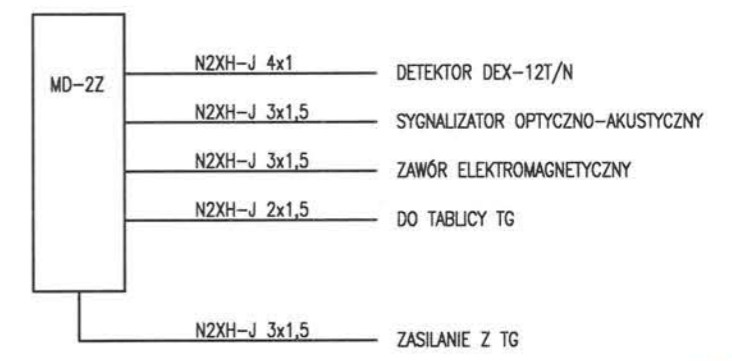 MD-2Z
N2XH-J 4x1 DETEKTOR DEX-12T/N
N2XH-J 3x1,5 SYGNALIZATOR OPTYCZNO-AKUSTYCZNY
N2XH-J 3x1,5 ZAWÓR ELEKTROMAGNETYCZNY
N2XH-J 2x1,5 DO TABLICY TG
N2XH-J 3x1,5 ZASILANIE Z TG